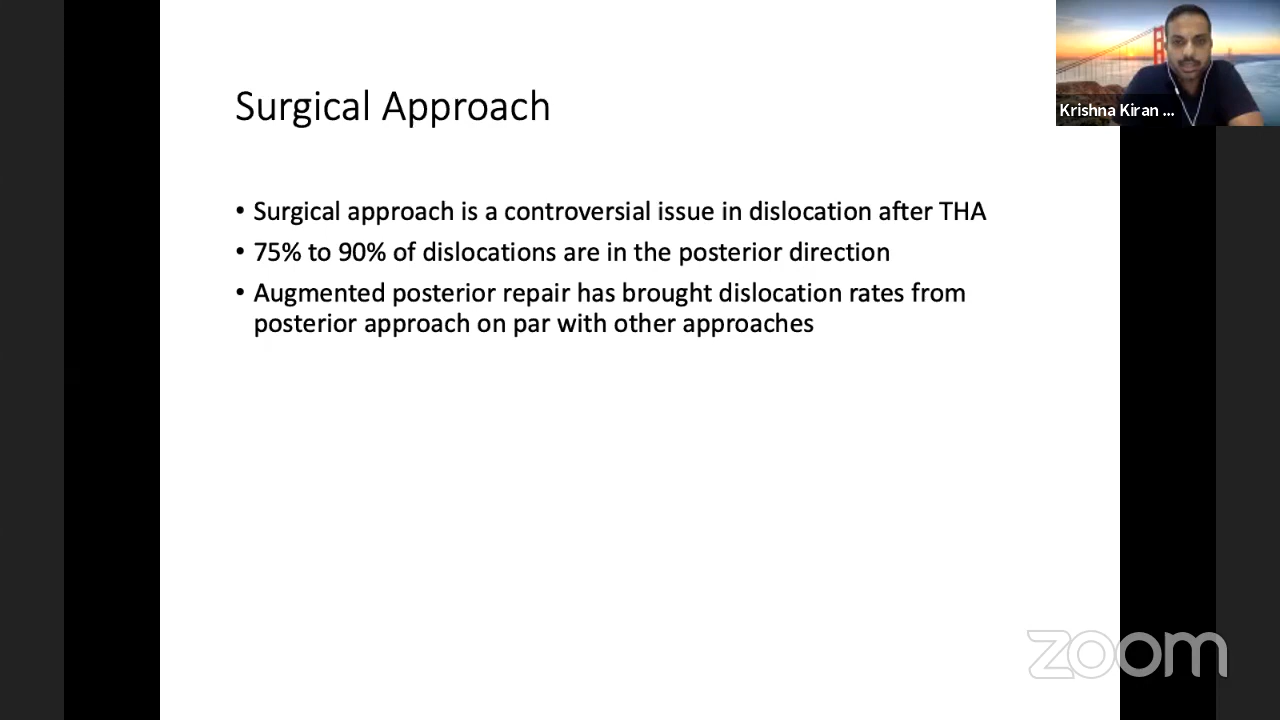 Surgical Approach
Krishna Kiran ...
• Surgical approach is a controversial issue in dislocation after THA
• 75% to 90% of dislocations are in the posterior direction
• Augmented posterior repair has brought dislocation rates from
posterior approach on par with other approaches
zoom